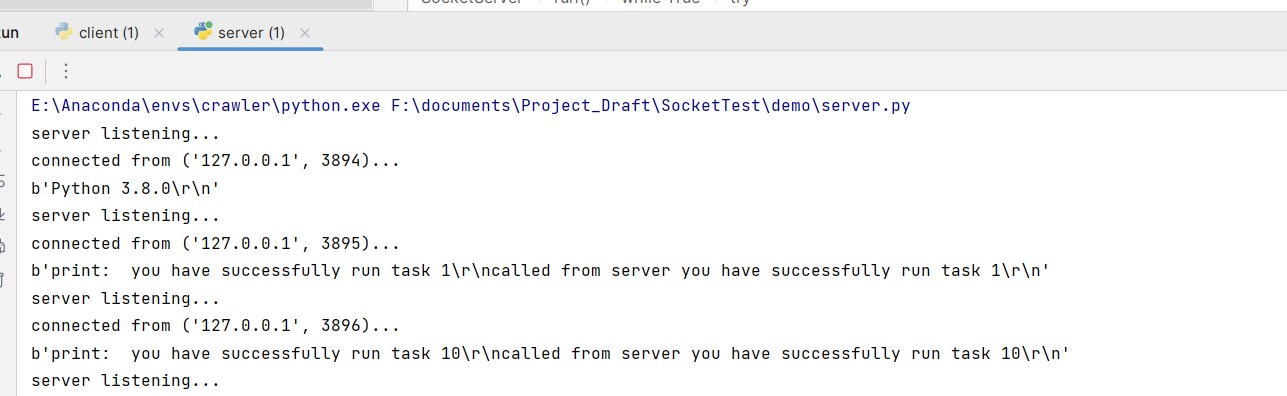 SocketServer run() while True try
un
client (1) server (1)
E:\Anaconda\envs\crawler\python.exe F:\documents\Project_Draft\SocketTest\demo\server.py
server listening...
connected from ('127.0.0.1', 3894)...
b'Python 3.8.0\r\n'
server listening...
connected from ('127.0.0.1', 3895)...
b'print:  you have successfully run task 1\r\ncalled from server you have successfully run task 1\r\n'
server listening...
connected from ('127.0.0.1', 3896)...
b'print:  you have successfully run task 10\r\ncalled from server you have successfully run task 10\r\n'
server listening...